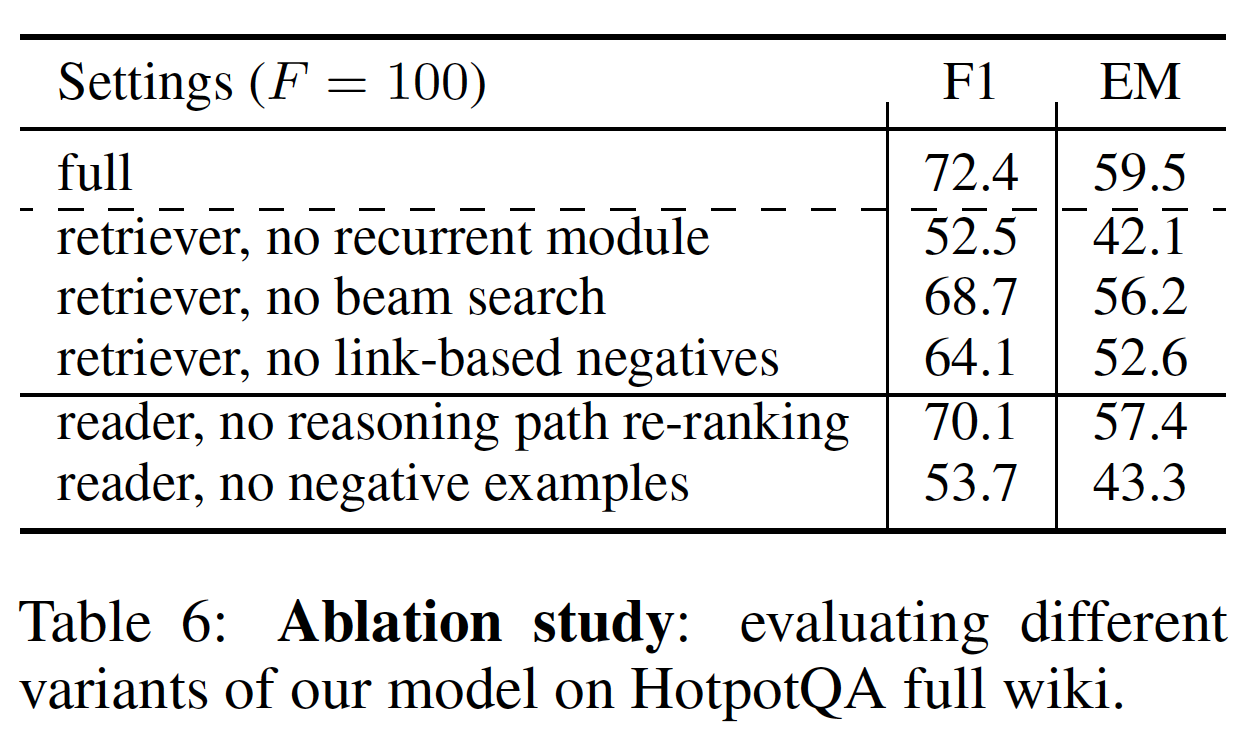 Settings (F = 100) F1 EM
full 72.4 59.5
retriever, no recurrent module 52.5 42.1
retriever, no beam search 68.7 56.2
retriever, no link-based negatives 64.1 52.6
reader, no reasoning path re-ranking 70.1 57.4
reader, no negative examples 53.7 43.3
Table 6: Ablation study: evaluating different
variants of our model on HotpotQA full wiki.